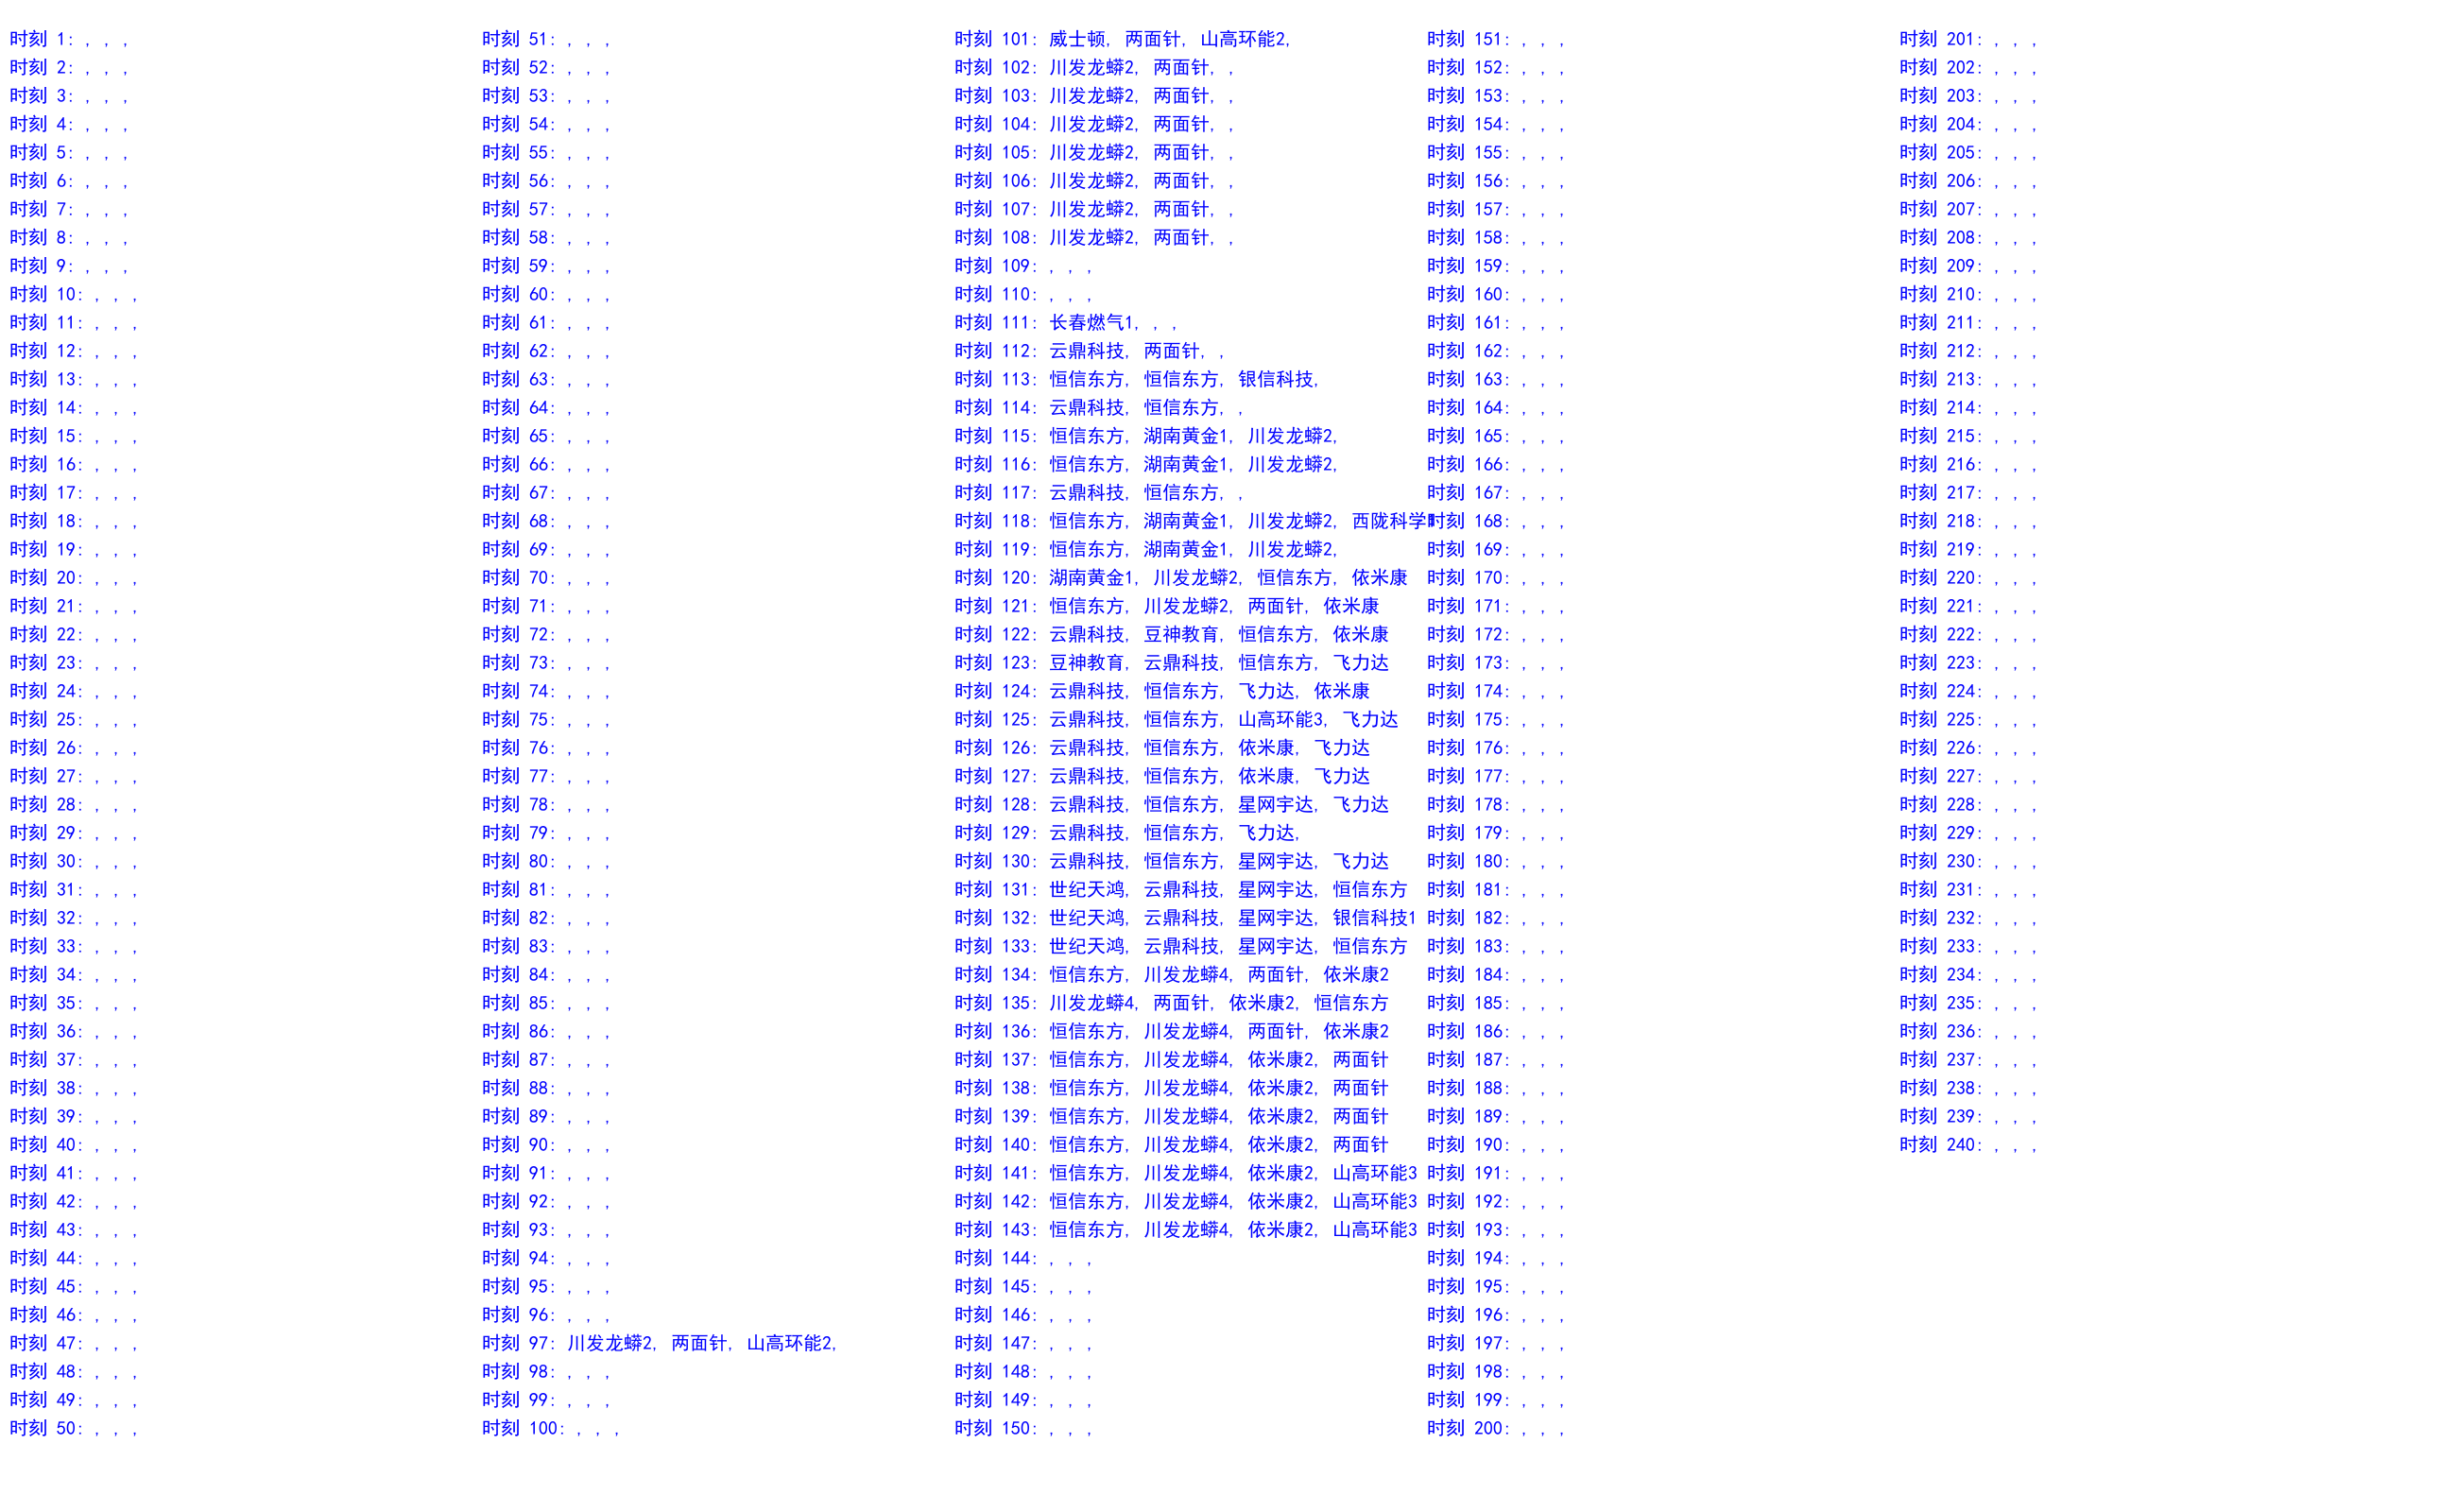 时刻 1: , , ,
时刻 2: , , ,
时刻 3: , , ,
时刻 4: , , ,
时刻 5: , , ,
时刻 6: , , ,
时刻 7: , , ,
时刻 8: , , ,
时刻 9: , , ,
时刻 10: , , ,
时刻 11: , , ,
时刻 12: , , ,
时刻 13: , , ,
时刻 14: , , ,
时刻 15: , , ,
时刻 16: , , ,
时刻 17: , , ,
时刻 18: , , ,
时刻 19: , , ,
时刻 20: , , ,
时刻 21: , , ,
时刻 22: , , ,
时刻 23: , , ,
时刻 24: , , ,
时刻 25: , , ,
时刻 26: , , ,
时刻 27: , , ,
时刻 28: , , ,
时刻 29: , , ,
时刻 30: , , ,
时刻 31: , , ,
时刻 32: , , ,
时刻 33: , , ,
时刻 34: , , ,
时刻 35: , , ,
时刻 36: , , ,
时刻 37: , , ,
时刻 38: , , ,
时刻 39: , , ,
时刻 40: , , ,
时刻 41: , , ,
时刻 42: , , ,
时刻 43: , , ,
时刻 44: , , ,
时刻 45: , , ,
时刻 46: , , ,
时刻 47: , , ,
时刻 48: , , ,
时刻 49: , , ,
时刻 50: , , ,
时刻 51: , , ,
时刻 52: , , ,
时刻 53: , , ,
时刻 54: , , ,
时刻 55: , , ,
时刻 56: , , ,
时刻 57: , , ,
时刻 58: , , ,
时刻 59: , , ,
时刻 60: , , ,
时刻 61: , , ,
时刻 62: , , ,
时刻 63: , , ,
时刻 64: , , ,
时刻 65: , , ,
时刻 66: , , ,
时刻 67: , , ,
时刻 68: , , ,
时刻 69: , , ,
时刻 70: , , ,
时刻 71: , , ,
时刻 72: , , ,
时刻 73: , , ,
时刻 74: , , ,
时刻 75: , , ,
时刻 76: , , ,
时刻 77: , , ,
时刻 78: , , ,
时刻 79: , , ,
时刻 80: , , ,
时刻 81: , , ,
时刻 82: , , ,
时刻 83: , , ,
时刻 84: , , ,
时刻 85: , , ,
时刻 86: , , ,
时刻 87: , , ,
时刻 88: , , ,
时刻 89: , , ,
时刻 90: , , ,
时刻 91: , , ,
时刻 92: , , ,
时刻 93: , , ,
时刻 94: , , ,
时刻 95: , , ,
时刻 96: , , ,
时刻 97: 川发龙蟒2, 两面针, 山高环能2,
时刻 98: , , ,
时刻 99: , , ,
时刻 100: , , ,
时刻 101: 威士顿, 两面针, 山高环能2,
时刻 102: 川发龙蟒2, 两面针, ,
时刻 103: 川发龙蟒2, 两面针, ,
时刻 104: 川发龙蟒2, 两面针, ,
时刻 105: 川发龙蟒2, 两面针, ,
时刻 106: 川发龙蟒2, 两面针, ,
时刻 107: 川发龙蟒2, 两面针, ,
时刻 108: 川发龙蟒2, 两面针, ,
时刻 109: , , ,
时刻 110: , , ,
时刻 111: 长春燃气1, , ,
时刻 112: 云鼎科技, 两面针, ,
时刻 113: 恒信东方, 恒信东方, 银信科技,
时刻 114: 云鼎科技, 恒信东方, ,
时刻 115: 恒信东方, 湖南黄金1, 川发龙蟒2,
时刻 116: 恒信东方, 湖南黄金1, 川发龙蟒2,
时刻 117: 云鼎科技, 恒信东方, ,
时刻 118: 恒信东方, 湖南黄金1, 川发龙蟒2, 西陇科学
时刻 119: 恒信东方, 湖南黄金1, 川发龙蟒2,
时刻 120: 湖南黄金1, 川发龙蟒2, 恒信东方, 依米康
时刻 121: 恒信东方, 川发龙蟒2, 两面针, 依米康
时刻 122: 云鼎科技, 豆神教育, 恒信东方, 依米康
时刻 123: 豆神教育, 云鼎科技, 恒信东方, 飞力达
时刻 124: 云鼎科技, 恒信东方, 飞力达, 依米康
时刻 125: 云鼎科技, 恒信东方, 山高环能3, 飞力达
时刻 126: 云鼎科技, 恒信东方, 依米康, 飞力达
时刻 127: 云鼎科技, 恒信东方, 依米康, 飞力达
时刻 128: 云鼎科技, 恒信东方, 星网宇达, 飞力达
时刻 129: 云鼎科技, 恒信东方, 飞力达,
时刻 130: 云鼎科技, 恒信东方, 星网宇达, 飞力达
时刻 131: 世纪天鸿, 云鼎科技, 星网宇达, 恒信东方
时刻 132: 世纪天鸿, 云鼎科技, 星网宇达, 银信科技1
时刻 133: 世纪天鸿, 云鼎科技, 星网宇达, 恒信东方
时刻 134: 恒信东方, 川发龙蟒4, 两面针, 依米康2
时刻 135: 川发龙蟒4, 两面针, 依米康2, 恒信东方
时刻 136: 恒信东方, 川发龙蟒4, 两面针, 依米康2
时刻 137: 恒信东方, 川发龙蟒4, 依米康2, 两面针
时刻 138: 恒信东方, 川发龙蟒4, 依米康2, 两面针
时刻 139: 恒信东方, 川发龙蟒4, 依米康2, 两面针
时刻 140: 恒信东方, 川发龙蟒4, 依米康2, 两面针
时刻 141: 恒信东方, 川发龙蟒4, 依米康2, 山高环能3
时刻 142: 恒信东方, 川发龙蟒4, 依米康2, 山高环能3
时刻 143: 恒信东方, 川发龙蟒4, 依米康2, 山高环能3
时刻 144: , , ,
时刻 145: , , ,
时刻 146: , , ,
时刻 147: , , ,
时刻 148: , , ,
时刻 149: , , ,
时刻 150: , , ,
时刻 151: , , ,
时刻 152: , , ,
时刻 153: , , ,
时刻 154: , , ,
时刻 155: , , ,
时刻 156: , , ,
时刻 157: , , ,
时刻 158: , , ,
时刻 159: , , ,
时刻 160: , , ,
时刻 161: , , ,
时刻 162: , , ,
时刻 163: , , ,
时刻 164: , , ,
时刻 165: , , ,
时刻 166: , , ,
时刻 167: , , ,
时刻 168: , , ,
时刻 169: , , ,
时刻 170: , , ,
时刻 171: , , ,
时刻 172: , , ,
时刻 173: , , ,
时刻 174: , , ,
时刻 175: , , ,
时刻 176: , , ,
时刻 177: , , ,
时刻 178: , , ,
时刻 179: , , ,
时刻 180: , , ,
时刻 181: , , ,
时刻 182: , , ,
时刻 183: , , ,
时刻 184: , , ,
时刻 185: , , ,
时刻 186: , , ,
时刻 187: , , ,
时刻 188: , , ,
时刻 189: , , ,
时刻 190: , , ,
时刻 191: , , ,
时刻 192: , , ,
时刻 193: , , ,
时刻 194: , , ,
时刻 195: , , ,
时刻 196: , , ,
时刻 197: , , ,
时刻 198: , , ,
时刻 199: , , ,
时刻 200: , , ,
时刻 201: , , ,
时刻 202: , , ,
时刻 203: , , ,
时刻 204: , , ,
时刻 205: , , ,
时刻 206: , , ,
时刻 207: , , ,
时刻 208: , , ,
时刻 209: , , ,
时刻 210: , , ,
时刻 211: , , ,
时刻 212: , , ,
时刻 213: , , ,
时刻 214: , , ,
时刻 215: , , ,
时刻 216: , , ,
时刻 217: , , ,
时刻 218: , , ,
时刻 219: , , ,
时刻 220: , , ,
时刻 221: , , ,
时刻 222: , , ,
时刻 223: , , ,
时刻 224: , , ,
时刻 225: , , ,
时刻 226: , , ,
时刻 227: , , ,
时刻 228: , , ,
时刻 229: , , ,
时刻 230: , , ,
时刻 231: , , ,
时刻 232: , , ,
时刻 233: , , ,
时刻 234: , , ,
时刻 235: , , ,
时刻 236: , , ,
时刻 237: , , ,
时刻 238: , , ,
时刻 239: , , ,
时刻 240: , , ,